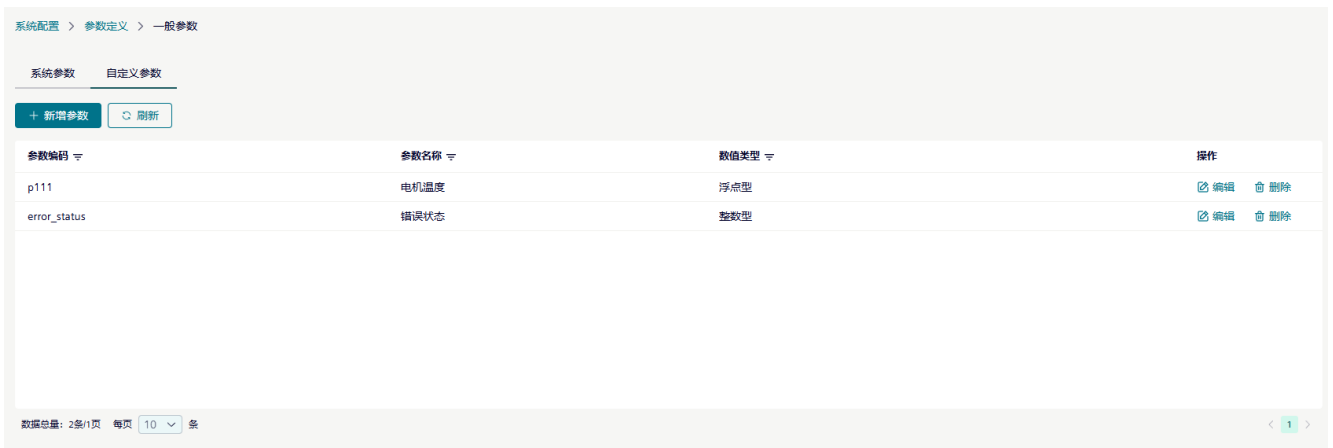 系统配置 > 参数定义 > 一般参数
系统参数 自定义参数
+ 新增参数 刷新
参数编码 参数名称 数值类型 操作
p111 电机温度 浮点型 编辑 删除
error_status 错误状态 整数型 编辑 删除
数据总量: 2条/1页 每页 10 条 < 1 >